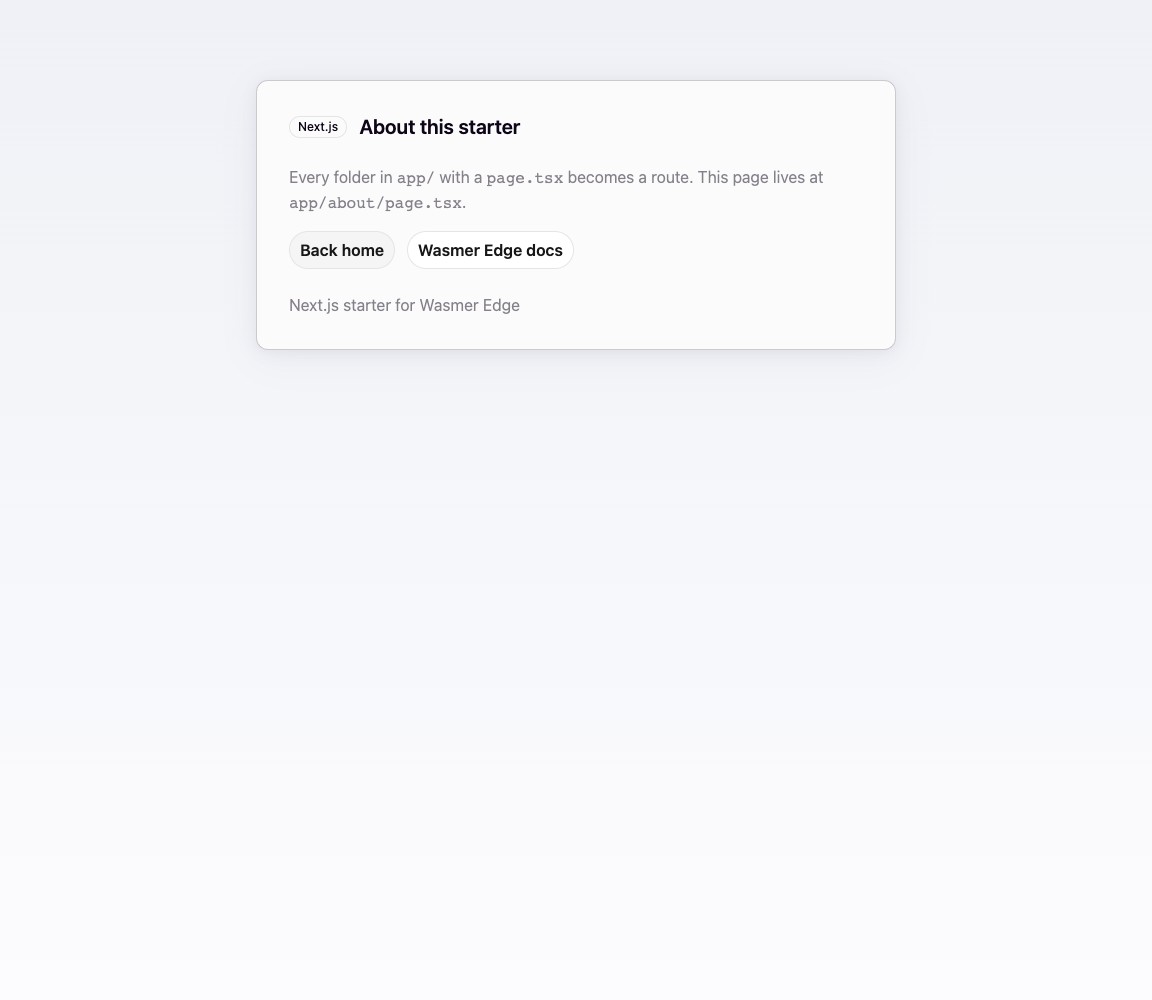 Next.js About this starter
Every folder in app/ with a page.tsx becomes a route. This page lives at
app/about/page.tsx.
Back home Wasmer Edge docs
Next.js starter for Wasmer Edge